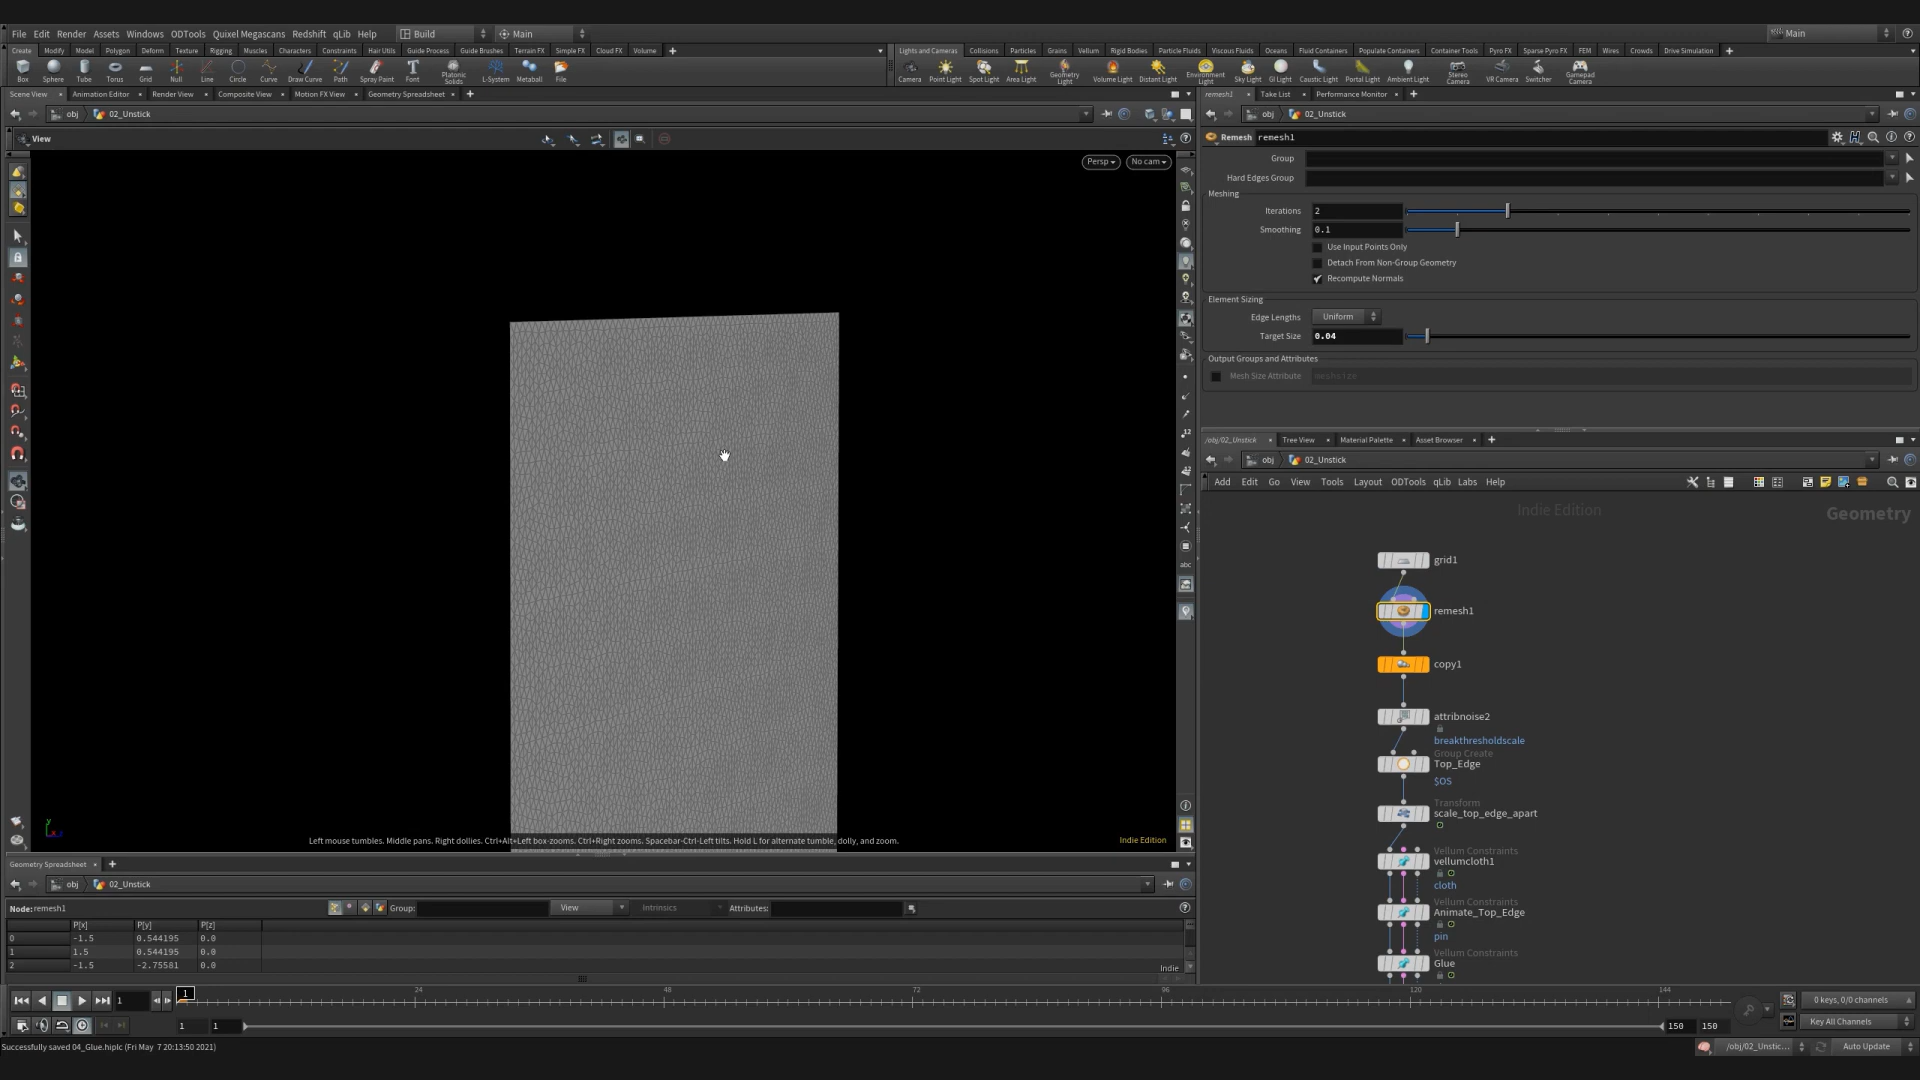 File Edit Render Assets Windows ODTools Quixel Megascans Redshift qLib Help Build Main Main
Create Modify Model Polygon Deform Texture Rigging Muscles Characters Constraints Hair Utils Guide Process Guide Brushes Terrain FX Simple FX Cloud FX Volume
Lights and Cameras Collisions Particles Grains Vellum Rigid Bodies Particle Fluids Viscous Fluids Oceans Fluid Containers Populate Containers Container Tools Pyro FX Sparse Pyro FX FEM Wires Crowds Drive Simulation
Box Sphere Tube Torus Grid Null Line Circle Curve Draw Curve Path Spray Paint Font Platonic Solids L-System Metaball File
Camera Point Light Spot Light Area Light Geometry Light Volume Light Distant Light Environment Light Sky Light GI Light Caustic Light Portal Light Ambient Light Stereo Camera VR Camera Switcher Gamepad Camera
Scene View Animation Editor Render View Composite View Motion FX View Geometry Spreadsheet
obj 02_Unstick
View
Persp No cam
Left mouse tumbles. Middle pans. Right dollies. Ctrl+Alt+Left box-zooms. Ctrl+Right zooms. Spacebar-Ctrl-Left tilts. Hold L for alternate tumble, dolly, and zoom.
Indie Edition
remesh1 Take List Performance Monitor
obj 02_Unstick
Remesh remesh1
Group
Hard Edges Group
Meshing
Iterations 2
Smoothing 0.1
Use Input Points Only
Detach From Non-Group Geometry
Recompute Normals
Element Sizing
Edge Lengths Uniform
Target Size 0.04
Output Groups and Attributes
Mesh Size Attribute meshsize
/obj/02_Unstick Tree View Material Palette Asset Browser
obj 02_Unstick
Add Edit Go View Tools Layout ODTools qLib Labs Help
Indie Edition
Geometry
grid1
remesh1
copy1
attribnoise2
breakthresholdscale
Group Create
Top_Edge
$OS
Transform
scale_top_edge_apart
Vellum Constraints
vellumcloth1
cloth
Vellum Constraints
Animate_Top_Edge
pin
Vellum Constraints
Glue
Geometry Spreadsheet
obj 02_Unstick
Node: remesh1 Group: View Intrinsics Attributes:
P[x] P[y] P[z]
0 -1.5 0.544195 0.0
1 1.5 0.544195 0.0
2 -1.5 -2.75581 0.0
Indie
1 1 24 48 72 96 120 144
0 keys, 0/0 channels
1 1 150 150
Key All Channels
Successfully saved 04_Glue.hiplc (Fri May 7 20:13:50 2021)
/obj/02_Unstic... Auto Update